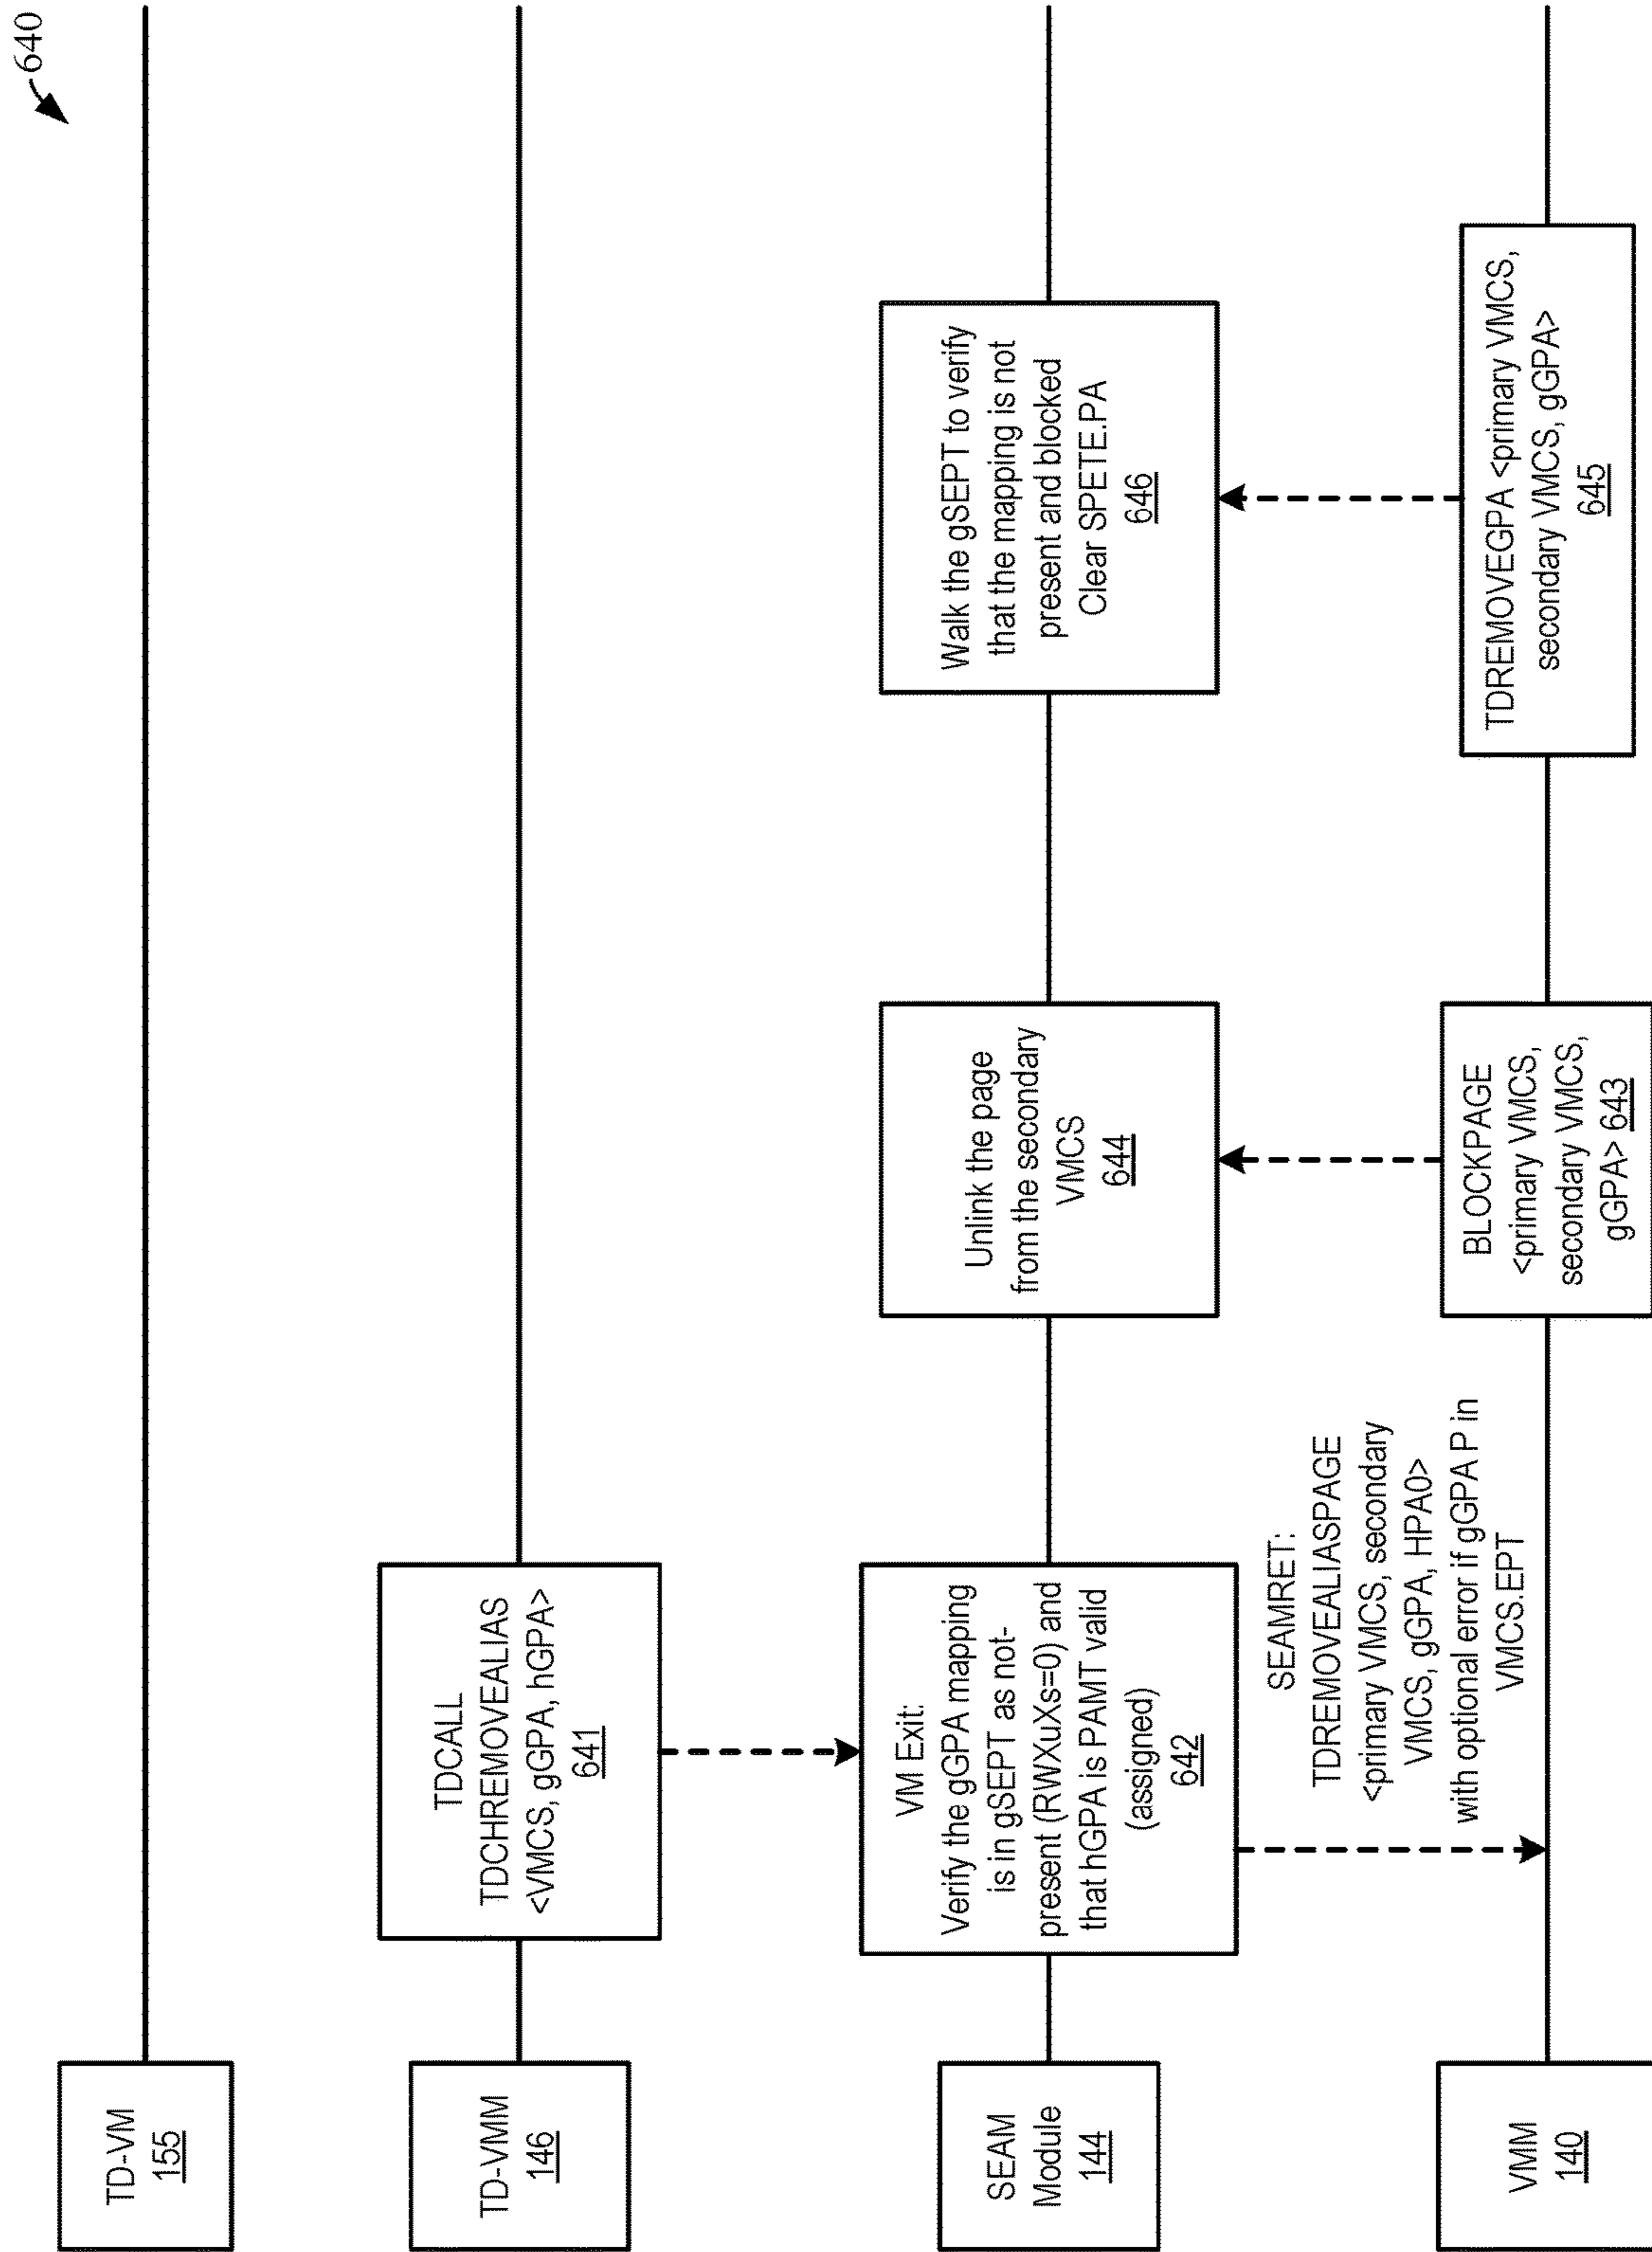 640
TD-VM
155
TD-VMM
146
TDCALL
TDCHREMOVEALIAS
<VMCS, gGPA, hGPA>
641
SEAM
Module
144
VM Exit:
Verify the gGPA mapping
is in gSEPT as not-
present (RWXuXs=0) and
that hGPA is PAMT valid
(assigned)
642
Unlink the page
from the secondary
VMCS
644
Walk the gSEPT to verify
that the mapping is not
present and blocked
Clear SPETE.PA
646
SEAMRET:
TDREMOVEALIASPAGE
<primary VMCS, secondary
VMCS, gGPA, HPA0>
with optional error if gGPA P in
VMCS.EPT
VMM
140
BLOCKPAGE
<primary VMCS,
secondary VMCS,
gGPA> 643
TDREMOVEGPA <primary VMCS,
secondary VMCS, gGPA>
645